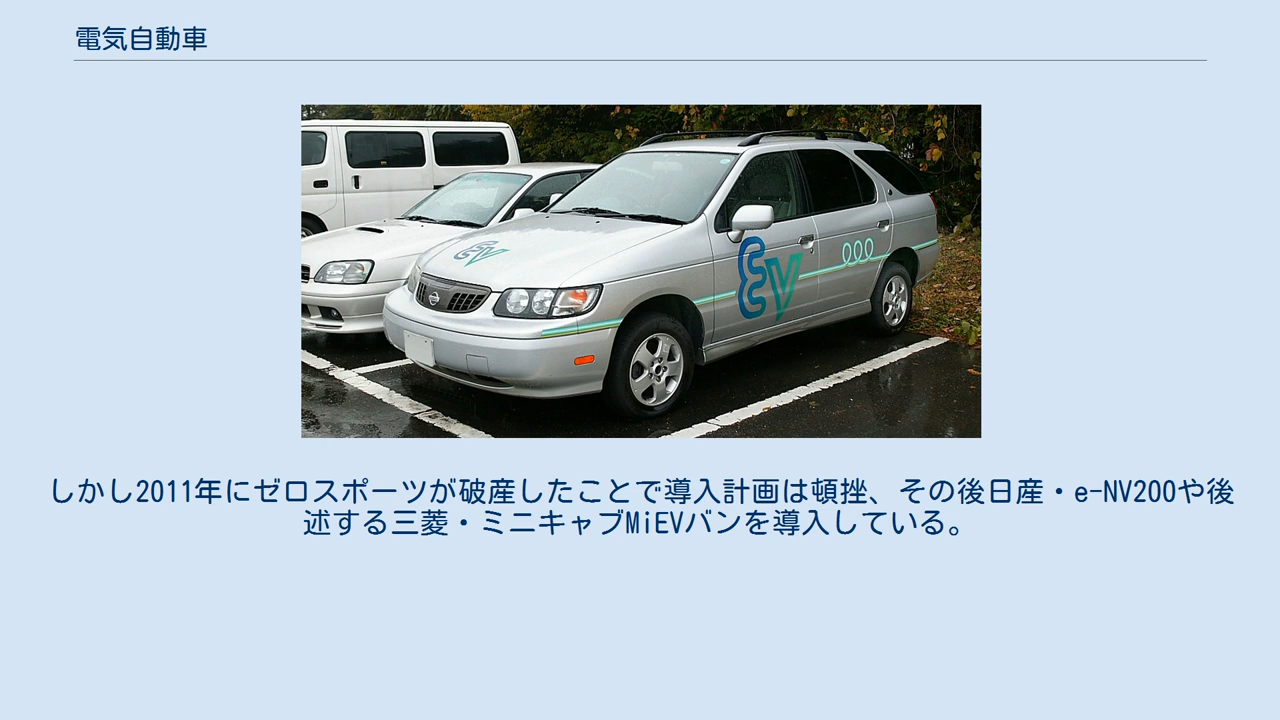 電気自動車
EV
EV
しかし2011年にゼロスポーツが破産したことで導入計画は頓挫、その後日産・e-NV200や後
述する三菱・ミニキャブMiEVバンを導入している。